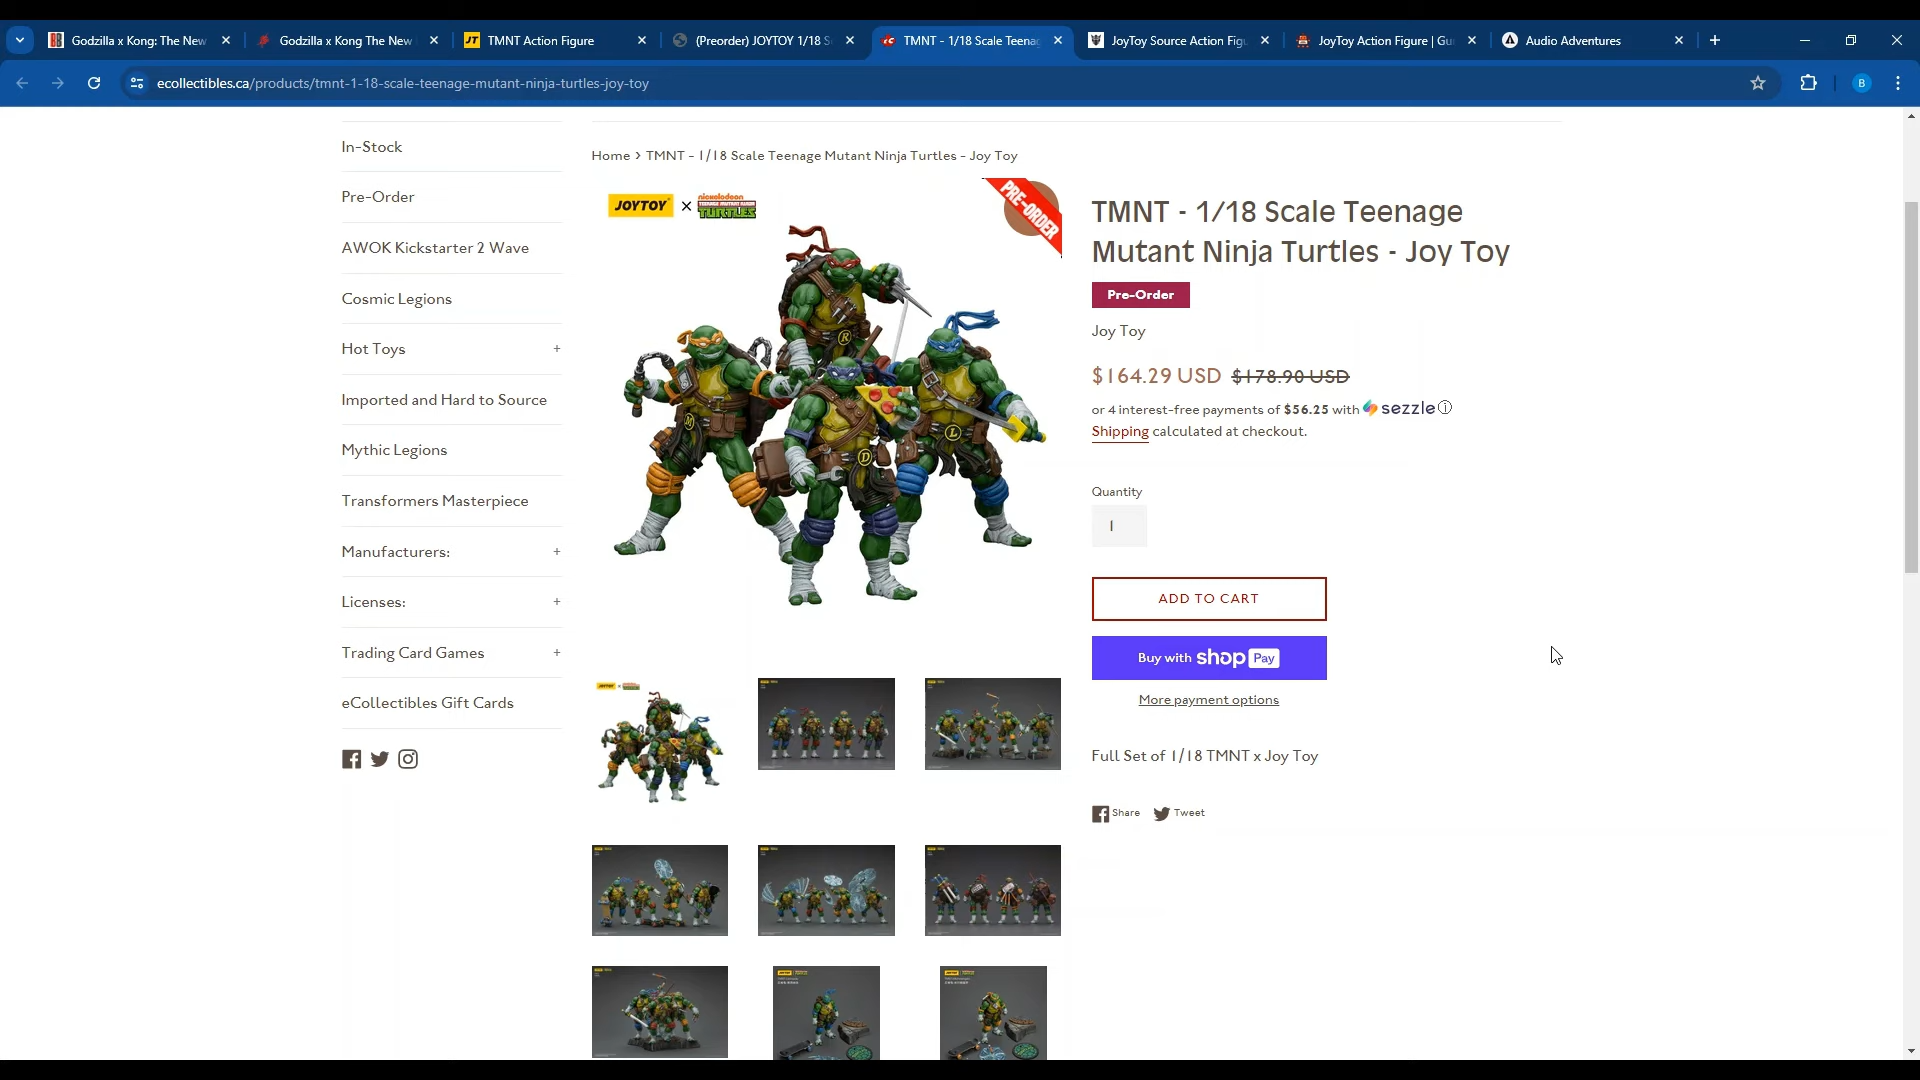 Godzilla x Kong: The New
Godzilla x Kong The New
TMNT Action Figure
(Preorder) JOYTOY 1/18 S
TMNT - 1/18 Scale Teenag
JoyToy Source Action Figu
JoyToy Action Figure | Gu
Audio Adventures
ecollectibles.ca/products/tmnt-1-18-scale-teenage-mutant-ninja-turtles-joy-toy
B
In-Stock
Pre-Order
AWOK Kickstarter 2 Wave
Cosmic Legions
Hot Toys +
Imported and Hard to Source
Mythic Legions
Transformers Masterpiece
Manufacturers: +
Licenses: +
Trading Card Games +
eCollectibles Gift Cards
Home › TMNT - 1/18 Scale Teenage Mutant Ninja Turtles - Joy Toy
JOYTOY x nickelodeon
TEENAGE MUTANT NINJA
TURTLES
PRE-ORDER
R
M
L
D
TMNT - 1/18 Scale Teenage
Mutant Ninja Turtles - Joy Toy
Pre-Order
Joy Toy
$164.29 USD $178.90 USD
or 4 interest-free payments of $56.25 with sezzle
Shipping calculated at checkout.
Quantity
1
ADD TO CART
Buy with shop Pay
More payment options
Full Set of 1/18 TMNT x Joy Toy
Share Tweet